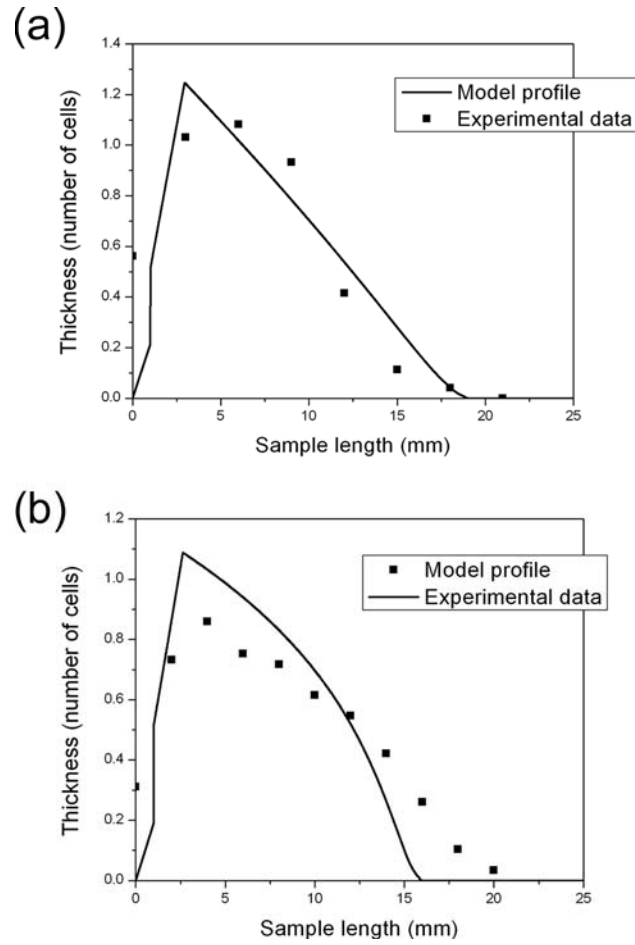 (a)
1.4
1.2
1.0
0.8
0.6
0.4
0.2
0.0
Thickness (number of cells)
Model profile
Experimental data
0 5 10 15 20 25
Sample length (mm)
(b)
1.2
1.0
0.8
0.6
0.4
0.2
0.0
Thickness (number of cells)
Model profile
Experimental data
0 5 10 15 20 25
Sample length (mm)